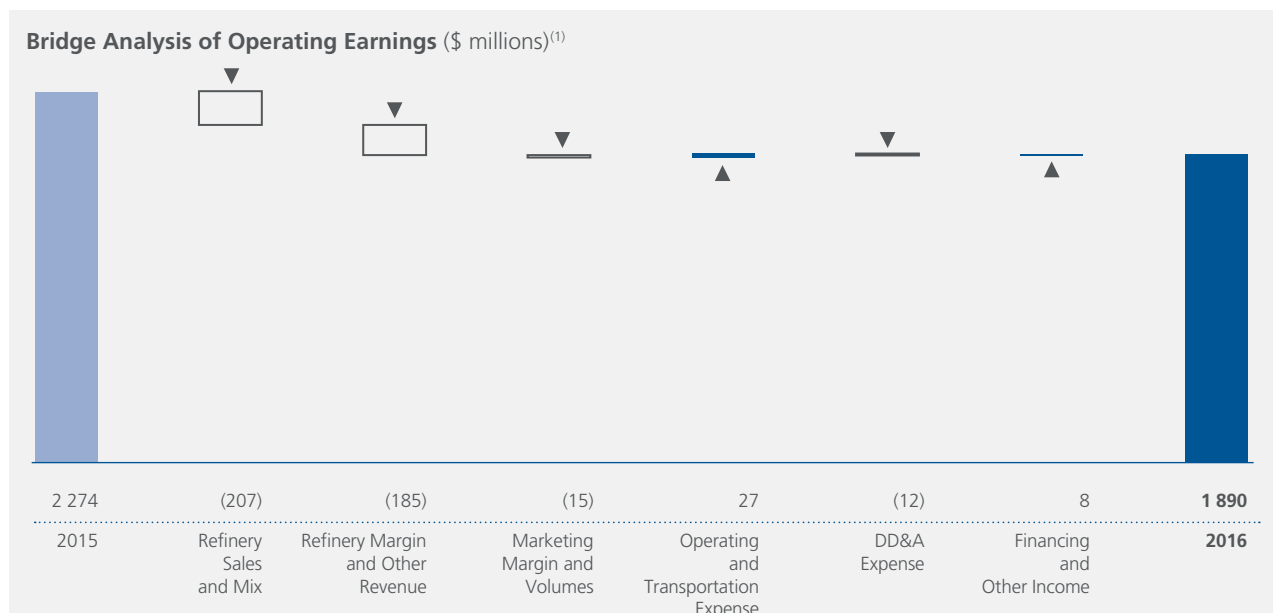 Bridge Analysis of Operating Earnings ($ millions)(1)
2 274 (207) (185) (15) 27 (12) 8 1 890
2015 Refinery Refinery Margin Marketing Operating DD&A Financing 2016
Sales and Other Margin and and Expense and
and Mix Revenue Volumes Transportation Other Income
Expense